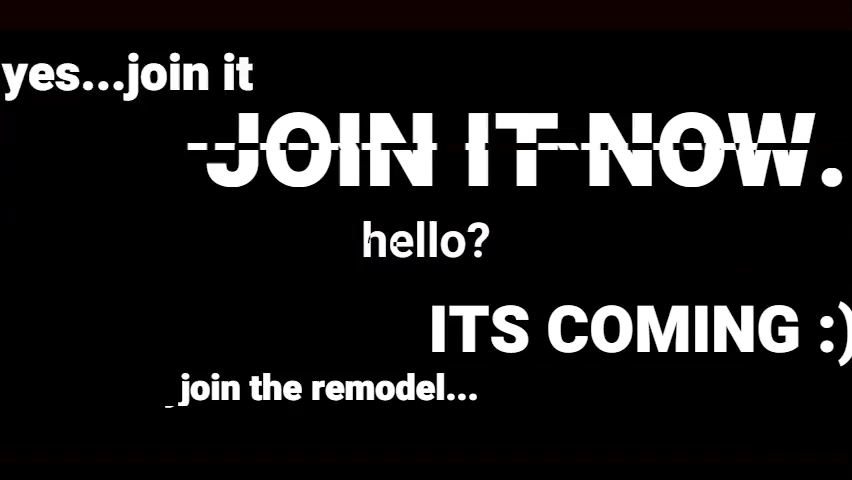 yes...join it
JOIN IT NOW.
hello?
ITS COMING :)
join the remodel...